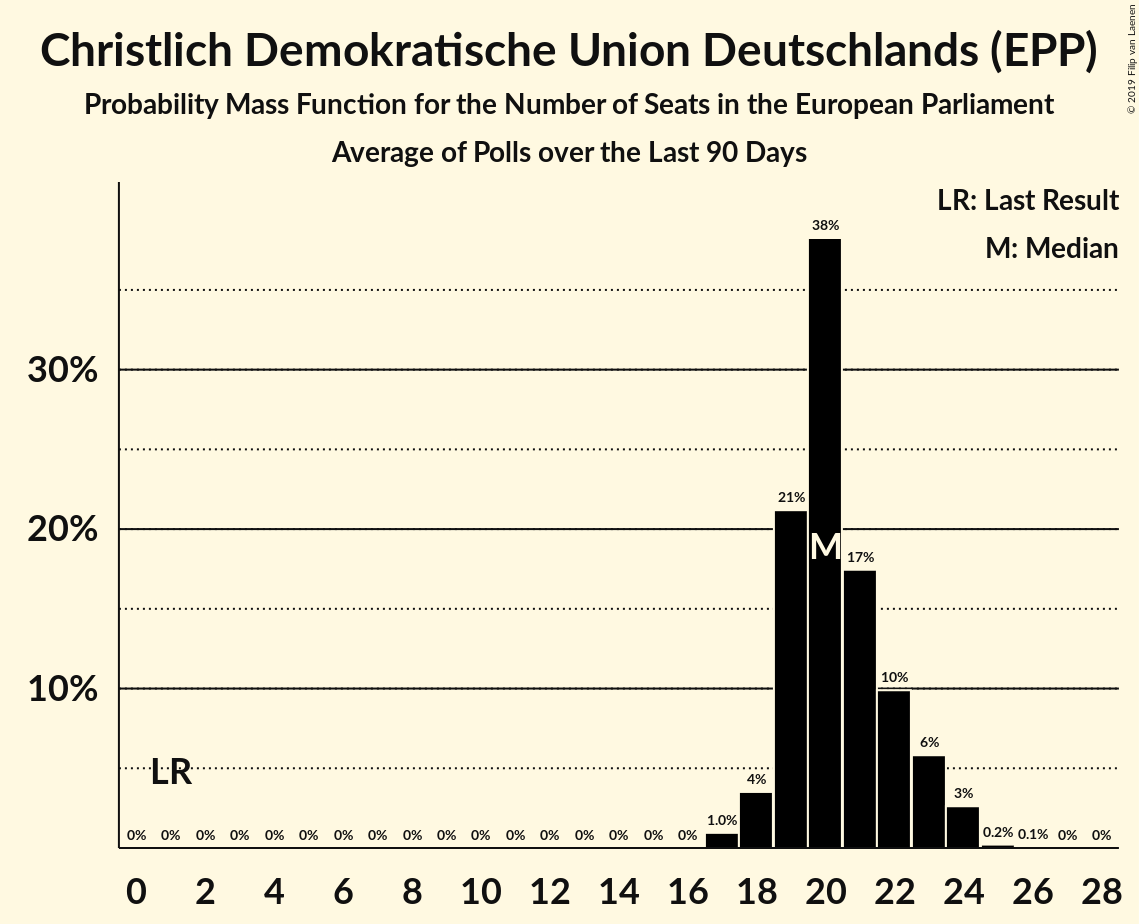 Christlich Demokratische Union Deutschlands (EPP)
Probability Mass Function for the Number of Seats in the European Parliament
Average of Polls over the Last 90 Days
© 2019 Filip van Laenen
LR: Last Result
M: Median
38%
30%
21%
20%
M
17%
10%
10%
6%
LR
4%
3%
0% 0% 0% 0% 0% 0% 0% 0% 0% 0% 0% 0% 0% 0% 0% 0% 0% 1.0% 0.2% 0.1% 0% 0%
0 2 4 6 8 10 12 14 16 18 20 22 24 26 28